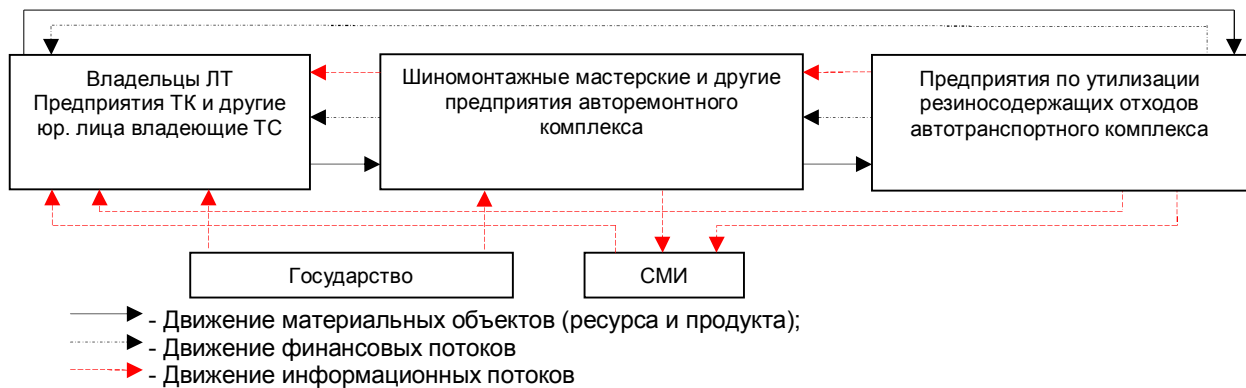 Владельцы ЛТ
Предприятия ТК и другие
юр. лица владеющие ТС
Шиномонтажные мастерские и другие
предприятия авторемонтного
комплекса
Предприятия по утилизации
резиносодержащих отходов
автотранспортного комплекса
Государство
СМИ
- Движение материальных объектов (ресурса и продукта);
- Движение финансовых потоков
- Движение информационных потоков